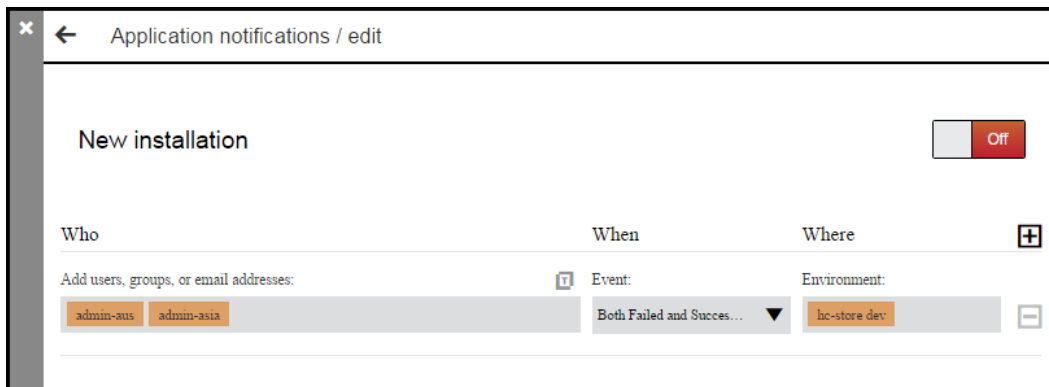 Application notifications / edit
New installation
Off
Who When Where
Add users, groups, or email addresses: T Event: Environment:
admin-aus admin-asia Both Failed and Succes... hc-store dev